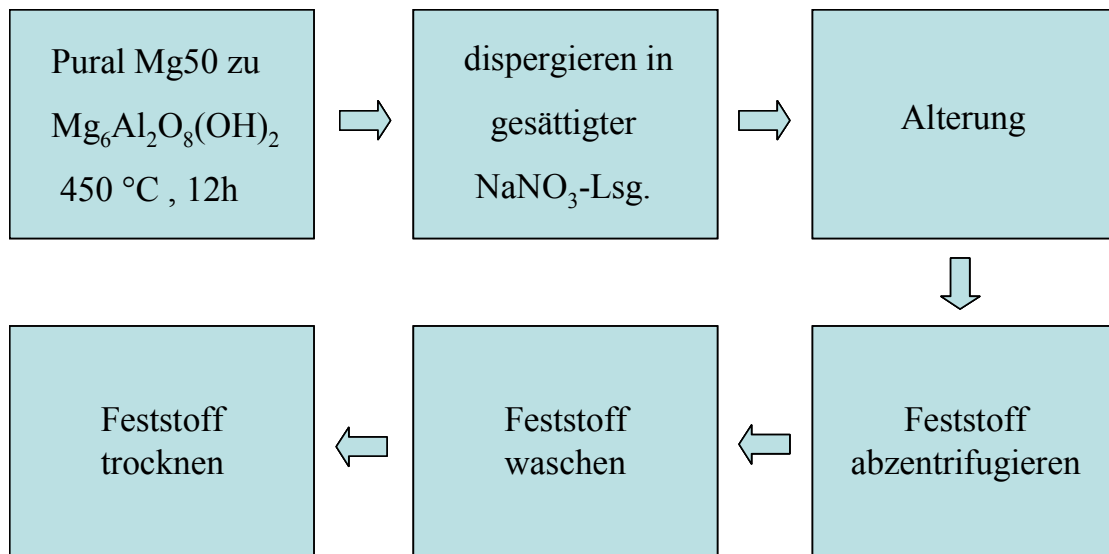 Pural Mg50 zu
Mg₆Al₂O₈(OH)₂
450 °C , 12h
dispergieren in
gesättigter
NaNO₃-Lsg.
Alterung
Feststoff
abzentrifugieren
Feststoff
waschen
Feststoff
trocknen